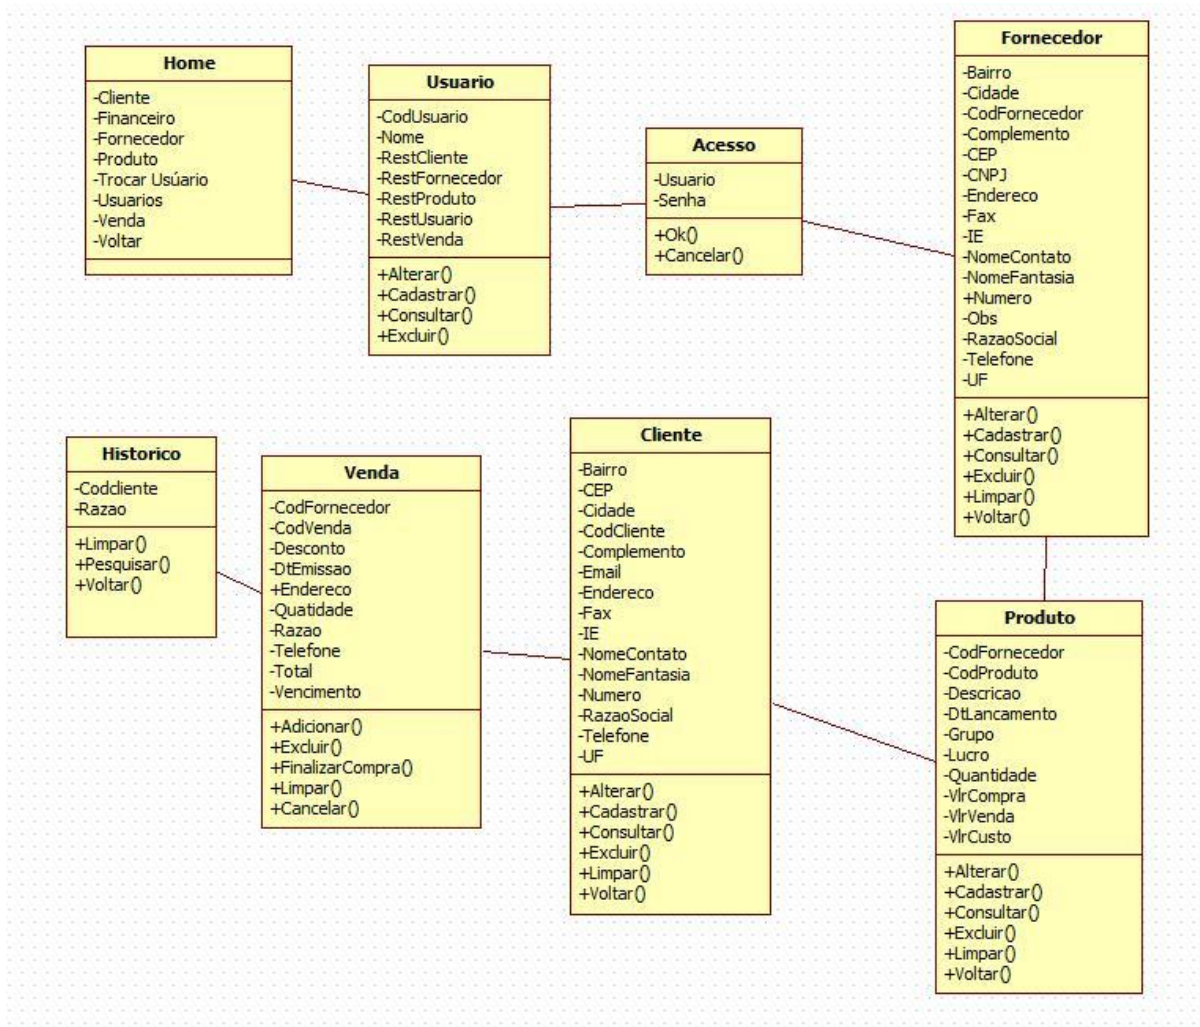 Home
-Cliente
-Financeiro
-Fornecedor
-Produto
-Trocar Usúario
-Usuarios
-Venda
-Voltar
Usuario
-CodUsuario
-Nome
-RestCliente
-RestFornecedor
-RestProduto
-RestUsuario
-RestVenda
+Alterar()
+Cadastrar()
+Consultar()
+Excluir()
Acesso
-Usuario
-Senha
+Ok()
+Cancelar()
Fornecedor
-Bairro
-Cidade
-CodFornecedor
-Complemento
-CEP
-CNPJ
-Endereco
-Fax
-IE
-NomeContato
-NomeFantasia
+Numero
-Obs
-RazaoSocial
-Telefone
-UF
+Alterar()
+Cadastrar()
+Consultar()
+Excluir()
+Limpar()
+Voltar()
Historico
-Codcliente
-Razao
+Limpar()
+Pesquisar()
+Voltar()
Venda
-CodFornecedor
-CodVenda
-Desconto
-DtEmissao
+Endereco
-Quatidade
-Razao
-Telefone
-Total
-Vencimento
+Adicionar()
+Excluir()
+FinalizarCompra()
+Limpar()
+Cancelar()
Cliente
-Bairro
-CEP
-Cidade
-CodCliente
-Complemento
-Email
-Endereco
-Fax
-IE
-NomeContato
-NomeFantasia
-Numero
-RazaoSocial
-Telefone
-UF
+Alterar()
+Cadastrar()
+Consultar()
+Excluir()
+Limpar()
+Voltar()
Produto
-CodFornecedor
-CodProduto
-Descricao
-DtLancamento
-Grupo
-Lucro
-Quantidade
-VlrCompra
-VlrVenda
-VlrCusto
+Alterar()
+Cadastrar()
+Consultar()
+Excluir()
+Limpar()
+Voltar()